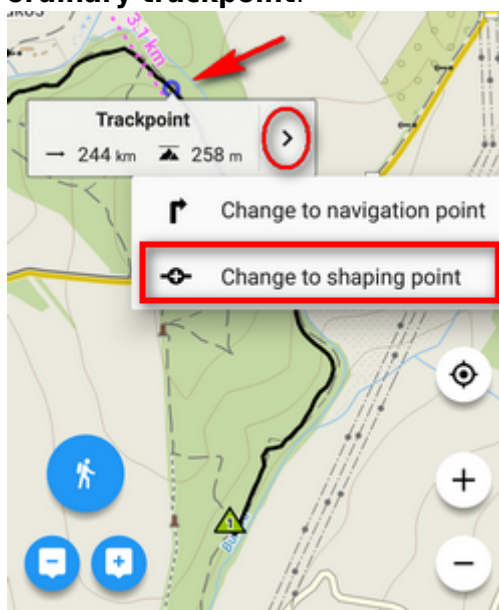 ordinary trackpoint.
3.1 km
Trackpoint
244 km 258 m
Change to navigation point
Change to shaping point
1